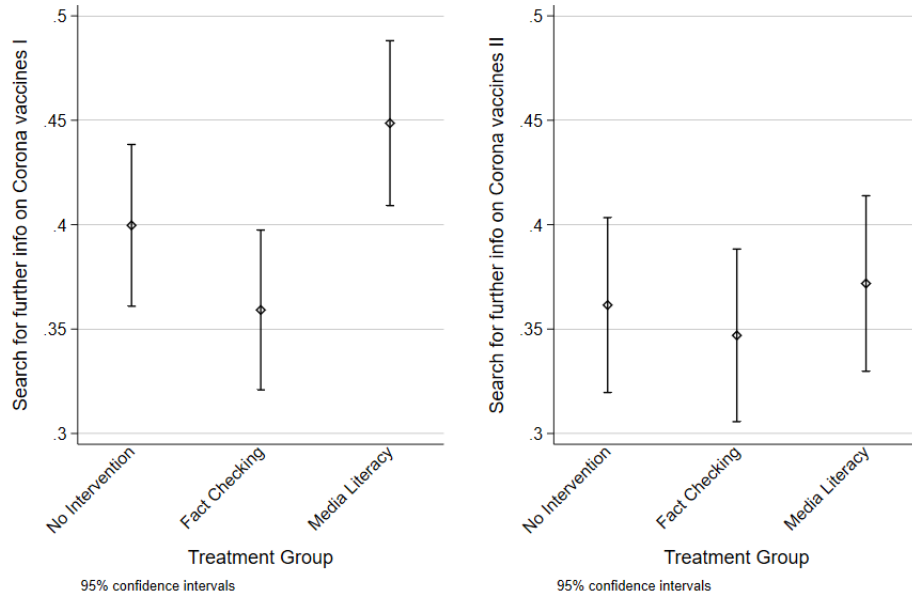 Search for further info on Corona vaccines I
.5
.45
.4
.35
.3
No Intervention
Fact Checking
Media Literacy
Treatment Group
95% confidence intervals
Search for further info on Corona vaccines II
.5
.45
.4
.35
.3
No Intervention
Fact Checking
Media Literacy
Treatment Group
95% confidence intervals